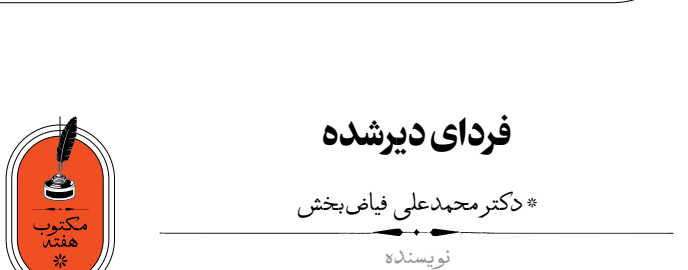 فردای دیرشده
* دکتر محمدعلی فیاض‌بخش
نویسنده
مکتوب
هفته
*